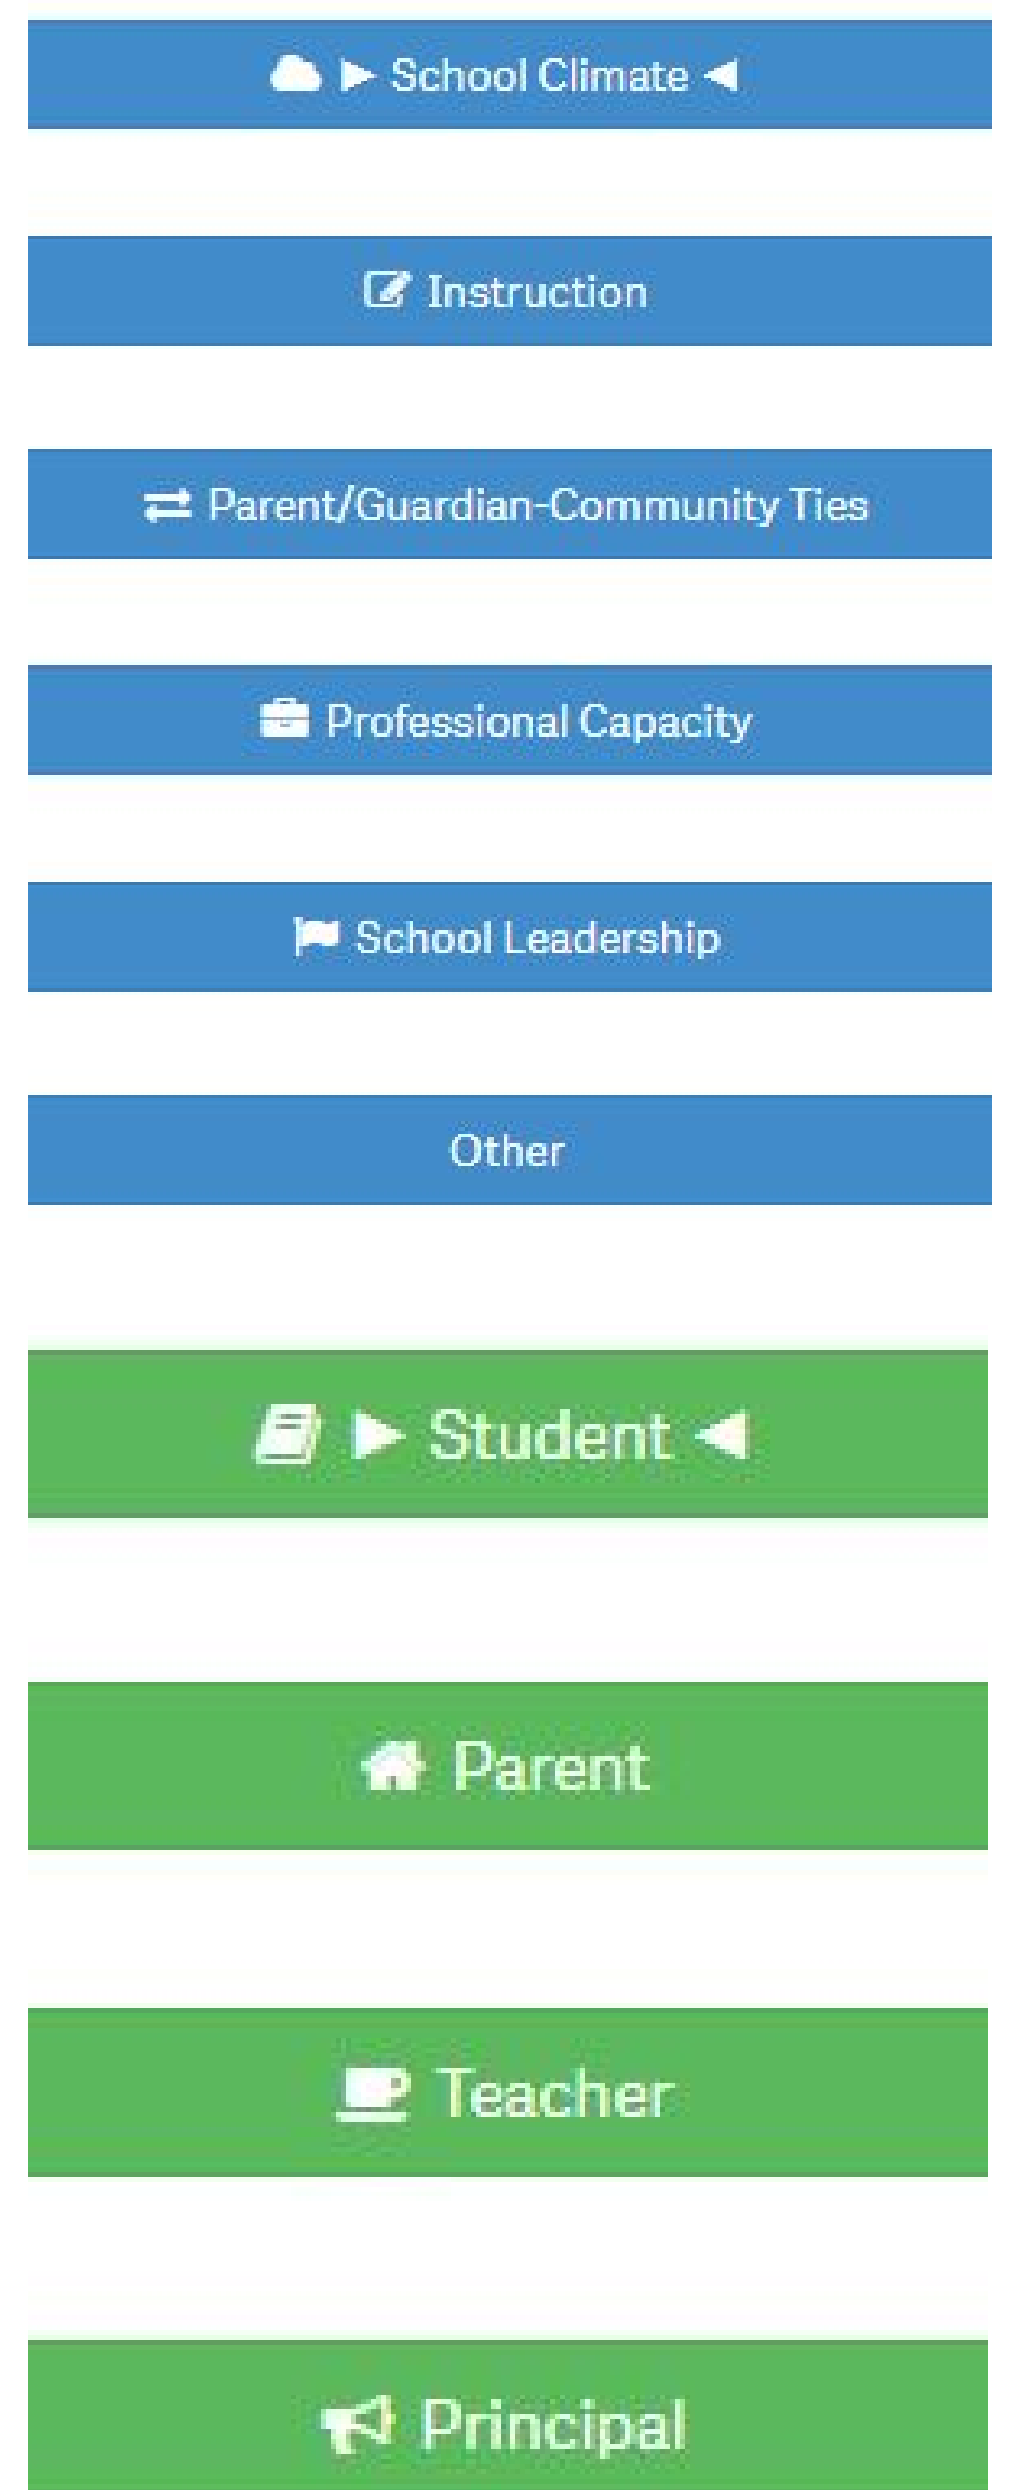 ► School Climate ◄
Instruction
Parent/Guardian-Community Ties
Professional Capacity
School Leadership
Other
► Student ◄
Parent
Teacher
Principal